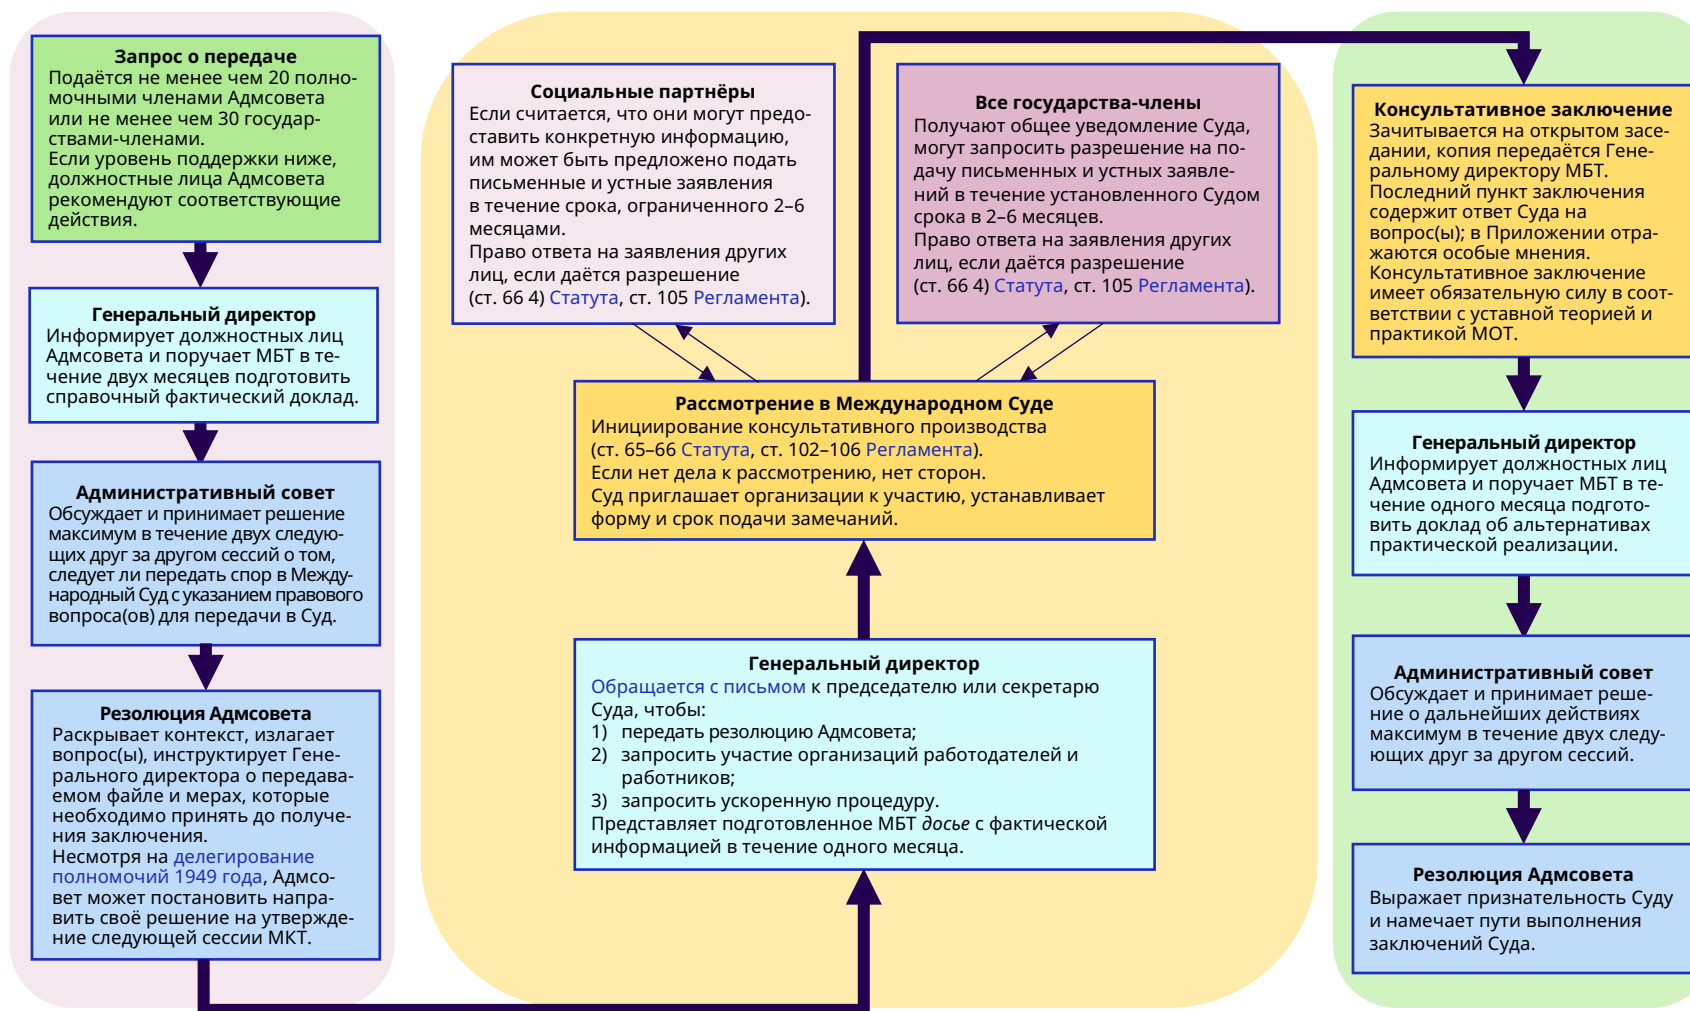 Запрос о передаче
Подаётся не менее чем 20 полно-
мочными членами Адмсовета
или не менее чем 30 государ-
ствами-членами.
Если уровень поддержки ниже,
должностные лица Адмсовета
рекомендуют соответствующие
действия.
Генеральный директор
Информирует должностных лиц
Адмсовета и поручает МБТ в те-
чение двух месяцев подготовить
справочный фактический доклад.
Административный совет
Обсуждает и принимает решение
максимум в течение двух следую-
щих друг за другом сессий о том,
следует ли передать спор в Между-
народный Суд с указанием правового
вопроса(ов) для передачи в Суд.
Резолюция Адмсовета
Раскрывает контекст, излагает
вопрос(ы), инструктирует Гене-
рального директора о передава-
емом файле и мерах, которые
необходимо принять до получе-
ния заключения.
Несмотря на делегирование
полномочий 1949 года, Адмсо-
вет может постановить напра-
вить своё решение на утвержде-
ние следующей сессии МКТ.
Социальные партнёры
Если считается, что они могут предо-
ставить конкретную информацию,
им может быть предложено подать
письменные и устные заявления
в течение срока, ограниченного 2–6
месяцами.
Право ответа на заявления других
лиц, если даётся разрешение
(ст. 66 4) Статута, ст. 105 Регламента).
Все государства-члены
Получают общее уведомление Суда,
могут запросить разрешение на по-
дачу письменных и устных заявле-
ний в течение установленного Судом
срока в 2–6 месяцев.
Право ответа на заявления других
лиц, если даётся разрешение
(ст. 66 4) Статута, ст. 105 Регламента).
Рассмотрение в Международном Суде
Инициирование консультативного производства
(ст. 65–66 Статута, ст. 102–106 Регламента).
Если нет дела к рассмотрению, нет сторон.
Суд приглашает организации к участию, устанавливает
форму и срок подачи замечаний.
Генеральный директор
Обращается с письмом к председателю или секретарю
Суда, чтобы:
1) передать резолюцию Адмсовета;
2) запросить участие организаций работодателей и
работников;
3) запросить ускоренную процедуру.
Представляет подготовленное МБТ досье с фактической
информацией в течение одного месяца.
Консультативное заключение
Зачитывается на открытом засе-
дании, копия передаётся Гене-
ральному директору МБТ.
Последний пункт заключения
содержит ответ Суда на
вопрос(ы); в Приложении отра-
жаются особые мнения.
Консультативное заключение
имеет обязательную силу в соот-
ветствии с уставной теорией и
практикой МОТ.
Генеральный директор
Информирует должностных лиц
Адмсовета и поручает МБТ в те-
чение одного месяца подгото-
вить доклад об альтернативах
практической реализации.
Административный совет
Обсуждает и принимает реше-
ние о дальнейших действиях
максимум в течение двух следу-
ющих друг за другом сессий.
Резолюция Адмсовета
Выражает признательность Суду
и намечает пути выполнения
заключений Суда.